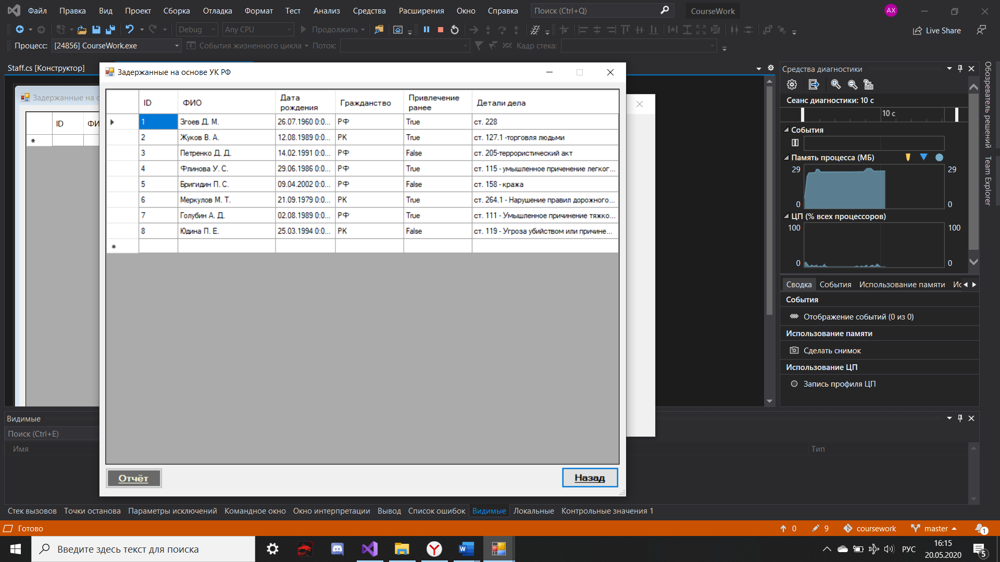 Файл Правка Вид Проект Сборка Отладка Формат Тест Анализ Средства Расширения Окно Справка Поиск (Ctrl+Q) CourseWork AX
Debug Any CPU Продолжить Live Share
Процесс: [24856] CourseWork.exe События жизненного цикла Поток: Кадр стека:
Staff.cs [Конструктор]
Задержанные на о
ID ФИ
*
Задержанные на основе УК РФ
ID ФИО Дата рождения Гражданство Привлечение ранее Детали дела
1 Згоев Д. М. 26.07.1960 0:0... РФ True ст. 228
2 Жуков В. А. 12.08.1989 0:0... РК True ст. 127.1 -торговля людьми
3 Петренко Д. Д. 14.02.1991 0:0... РФ False ст. 205-террористический акт
4 Флинова У. С. 29.06.1986 0:0... РФ True ст. 115 - умышленное приченение легког...
5 Бригидин П. С. 09.04.2002 0:0... РФ False ст. 158 - кража
6 Меркулов М. Т. 21.09.1979 0:0... РК True ст. 264.1 - Нарушение правил дорожного...
7 Голубин А. Д. 02.08.1989 0:0... РФ True ст. 111 - Умышленное причинение тяжко...
8 Юдина П. Е. 25.03.1994 0:0... РК False ст. 119 - Угроза убийством или причине...
*
Отчёт Назад
Средства диагностики
Сеанс диагностики: 10 с
10 с
События
Память процесса (МБ)
29 29
0 0
ЦП (% всех процессоров)
100 100
0 0
Сводка События Использование памяти Ис
События
Отображение событий (0 из 0)
Использование памяти
Сделать снимок
Использование ЦП
Запись профиля ЦП
Обозреватель решений
Team Explorer
Видимые
Поиск (Ctrl+E)
Имя Тип
Стек вызовов Точки останова Параметры исключений Командное окно Окно интерпретации Вывод Список ошибок Видимые Локальные Контрольные значения 1
Готово 0 9 coursework master 1
Введите здесь текст для поиска РУС 16:15
20.05.2020 5